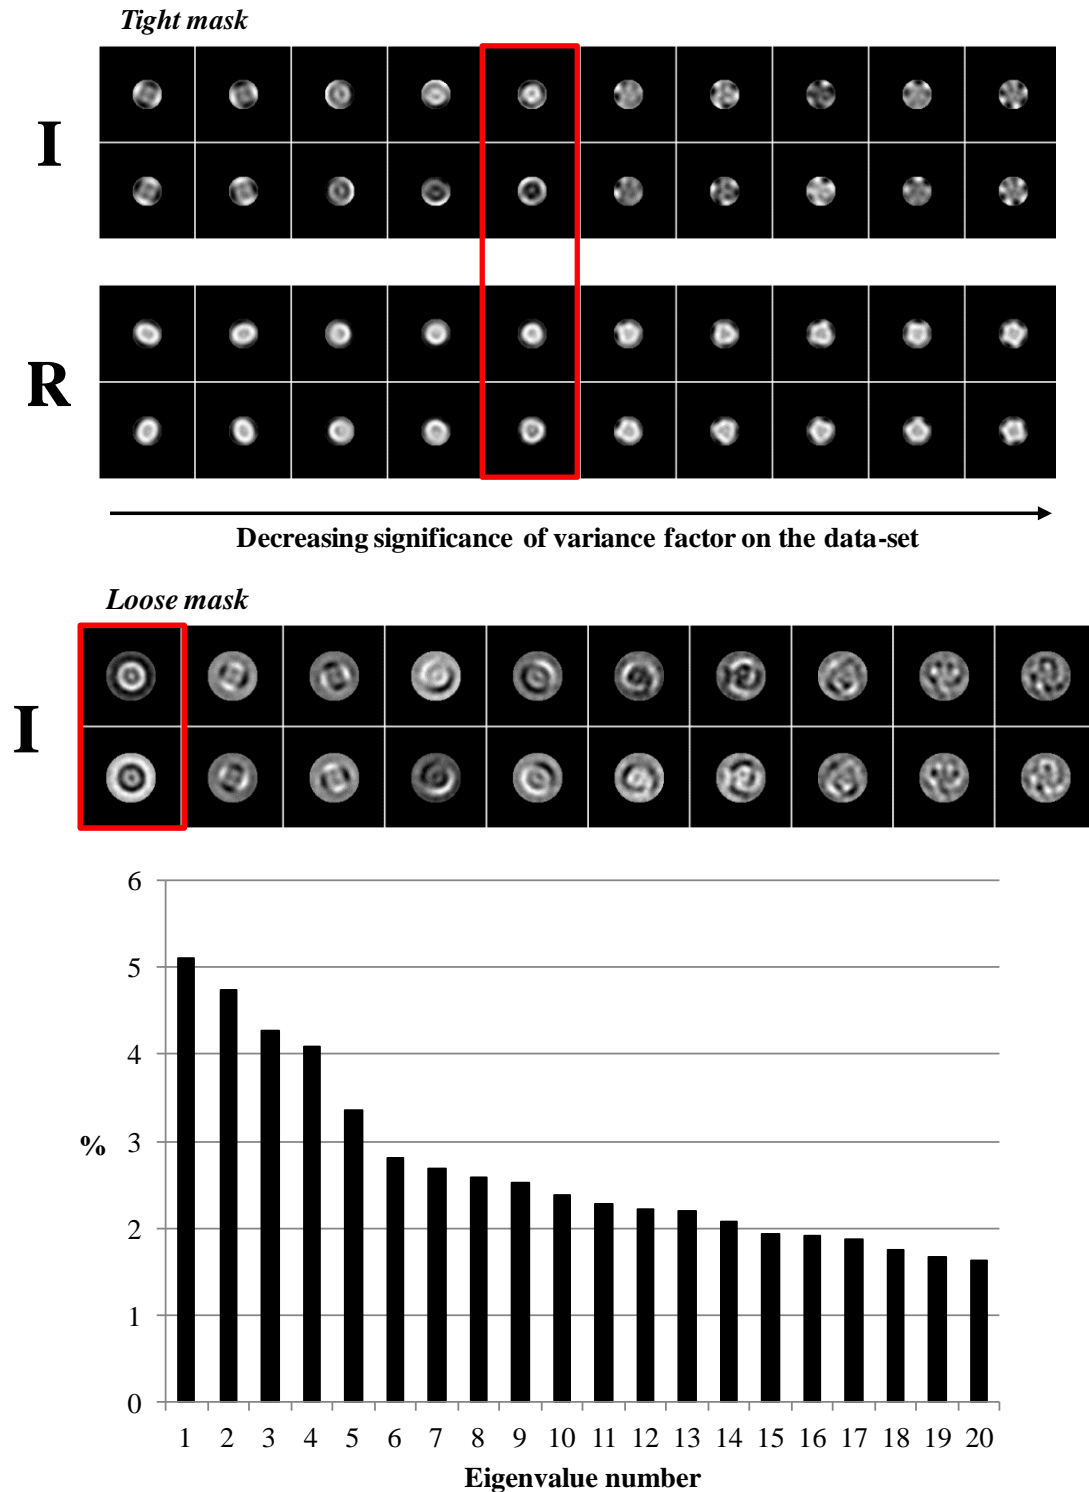 Tight mask
I
R
Decreasing significance of variance factor on the data-set
Loose mask
I
6
5
4
3
2
1
0
%
1 2 3 4 5 6 7 8 9 10 11 12 13 14 15 16 17 18 19 20
Eigenvalue number